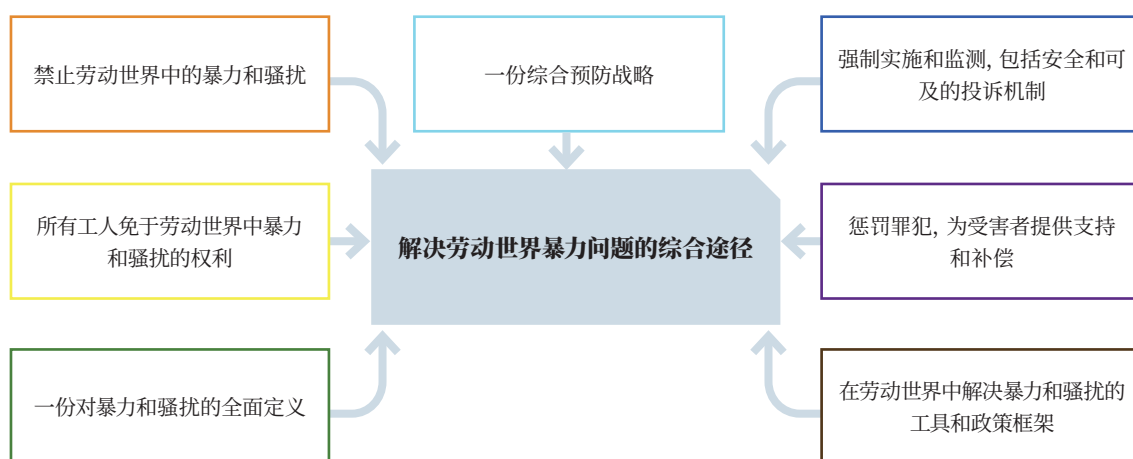 禁止劳动世界中的暴力和骚扰
一份综合预防战略
强制实施和监测, 包括安全和可
及的投诉机制
所有工人免于劳动世界中暴力
和骚扰的权利
解决劳动世界暴力问题的综合途径
惩罚罪犯, 为受害者提供支持
和补偿
一份对暴力和骚扰的全面定义
在劳动世界中解决暴力和骚扰的
工具和政策框架